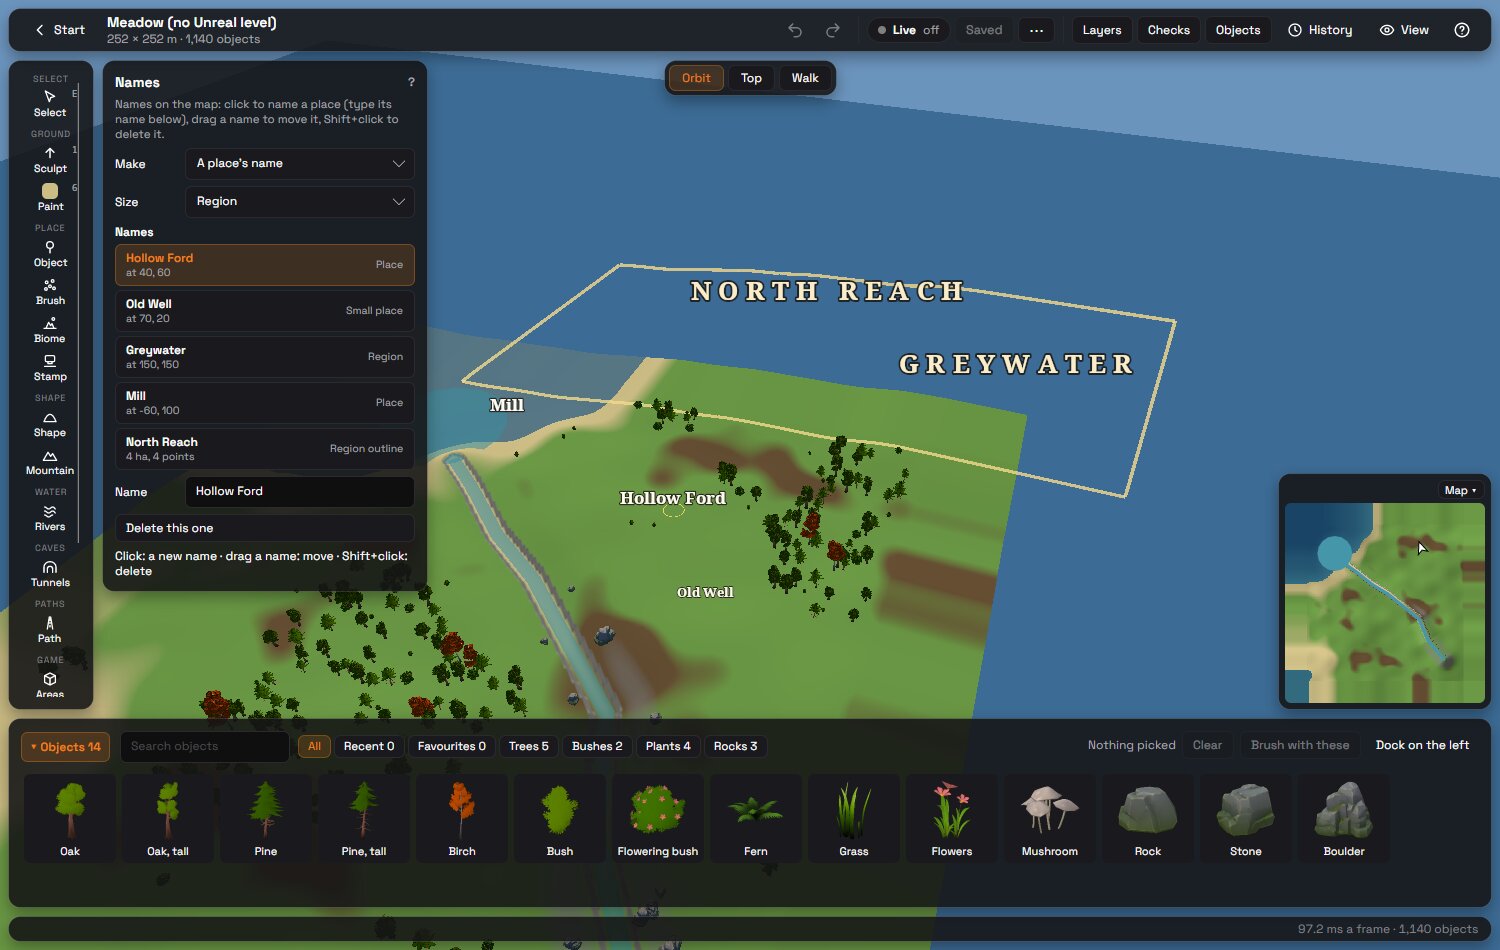 Start
Meadow (no Unreal level)
252 × 252 m · 1,140 objects
Live off
Saved
...
Layers
Checks
Objects
History
View
?
SELECT
E
Select
GROUND
1
Sculpt
6
Paint
PLACE
Object
Brush
Biome
Stamp
SHAPE
Shape
Mountain
WATER
Rivers
CAVES
Tunnels
PATHS
Path
GAME
Areas
Names
?
Names on the map: click to name a place (type its
name below), drag a name to move it, Shift+click to
delete it.
Make
A place's name
Size
Region
Names
Hollow Ford
at 40, 60
Place
Old Well
at 70, 20
Small place
Greywater
at 150, 150
Region
Mill
at -60, 100
Place
North Reach
4 ha, 4 points
Region outline
Name
Hollow Ford
Delete this one
Click: a new name · drag a name: move · Shift+click:
delete
Orbit
Top
Walk
NORTH REACH
GREYWATER
Mill
Hollow Ford
Old Well
Map ▾
▾ Objects 14
Search objects
All
Recent 0
Favourites 0
Trees 5
Bushes 2
Plants 4
Rocks 3
Nothing picked
Clear
Brush with these
Dock on the left
Oak
Oak, tall
Pine
Pine, tall
Birch
Bush
Flowering bush
Fern
Grass
Flowers
Mushroom
Rock
Stone
Boulder
97.2 ms a frame · 1,140 objects